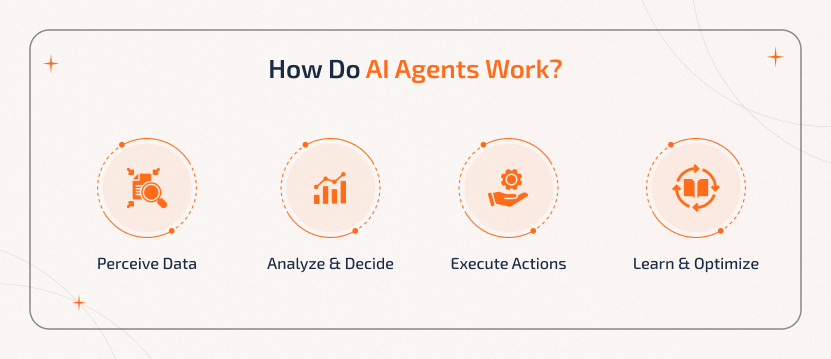 How Do AI Agents Work?
Perceive Data
Analyze & Decide
Execute Actions
Learn & Optimize